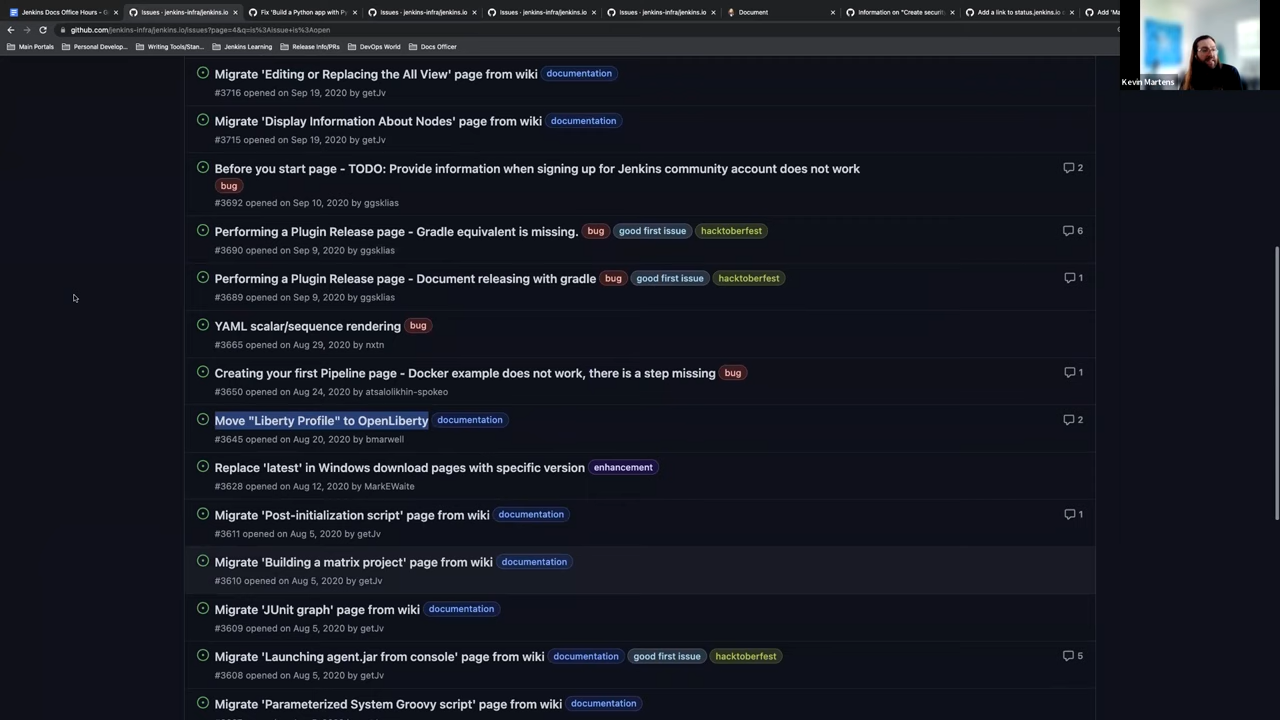 Jenkins Docs Office Hours - G
Issues · jenkins-infra/jenkins.io
Fix 'Build a Python app with P
Issues · jenkins-infra/jenkins.io
Issues · jenkins-infra/jenkins.io
Issues · jenkins-infra/jenkins.io
Document
Information on "Create securit
Add a link to status.jenkins.io
Add 'Ma
github.com/jenkins-infra/jenkins.io/issues?page=4&q=is%3Aissue+is%3Aopen
Main Portals
Personal Develop...
Writing Tools/Stan...
Jenkins Learning
Release Info/PRs
DevOps World
Docs Officer
Kevin Martens
Migrate 'Editing or Replacing the All View' page from wiki documentation
#3716 opened on Sep 19, 2020 by getJv
Migrate 'Display Information About Nodes' page from wiki documentation
#3715 opened on Sep 19, 2020 by getJv
Before you start page - TODO: Provide information when signing up for Jenkins community account does not work 2
bug
#3692 opened on Sep 10, 2020 by ggsklias
Performing a Plugin Release page - Gradle equivalent is missing. bug good first issue hacktoberfest 6
#3690 opened on Sep 9, 2020 by ggsklias
Performing a Plugin Release page - Document releasing with gradle bug good first issue hacktoberfest 1
#3689 opened on Sep 9, 2020 by ggsklias
YAML scalar/sequence rendering bug
#3665 opened on Aug 29, 2020 by nxtn
Creating your first Pipeline page - Docker example does not work, there is a step missing bug 1
#3650 opened on Aug 24, 2020 by atsalolikhin-spokeo
Move "Liberty Profile" to OpenLiberty documentation 2
#3645 opened on Aug 20, 2020 by bmarwell
Replace 'latest' in Windows download pages with specific version enhancement
#3628 opened on Aug 12, 2020 by MarkEWaite
Migrate 'Post-initialization script' page from wiki documentation 1
#3611 opened on Aug 5, 2020 by getJv
Migrate 'Building a matrix project' page from wiki documentation
#3610 opened on Aug 5, 2020 by getJv
Migrate 'JUnit graph' page from wiki documentation
#3609 opened on Aug 5, 2020 by getJv
Migrate 'Launching agent.jar from console' page from wiki documentation good first issue hacktoberfest 5
#3608 opened on Aug 5, 2020 by getJv
Migrate 'Parameterized System Groovy script' page from wiki documentation